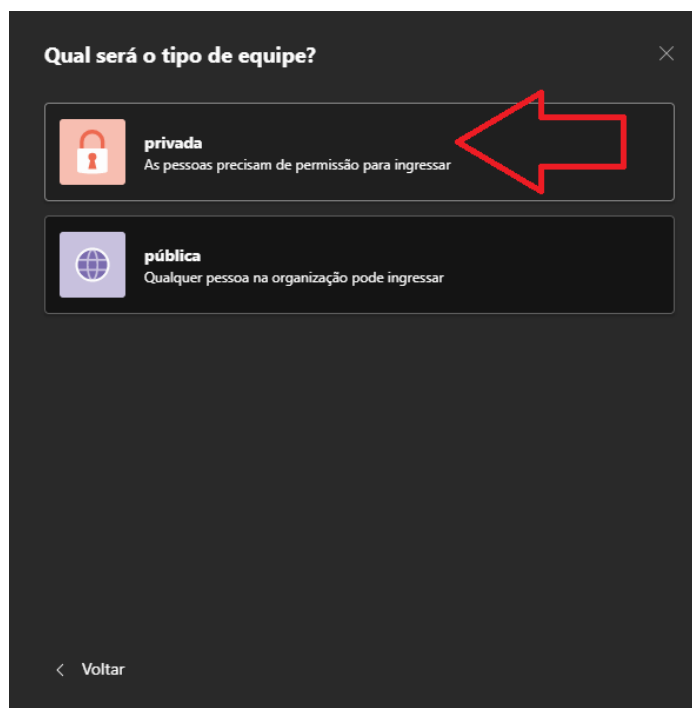 Qual será o tipo de equipe?
privada
As pessoas precisam de permissão para ingressar
pública
Qualquer pessoa na organização pode ingressar
Voltar